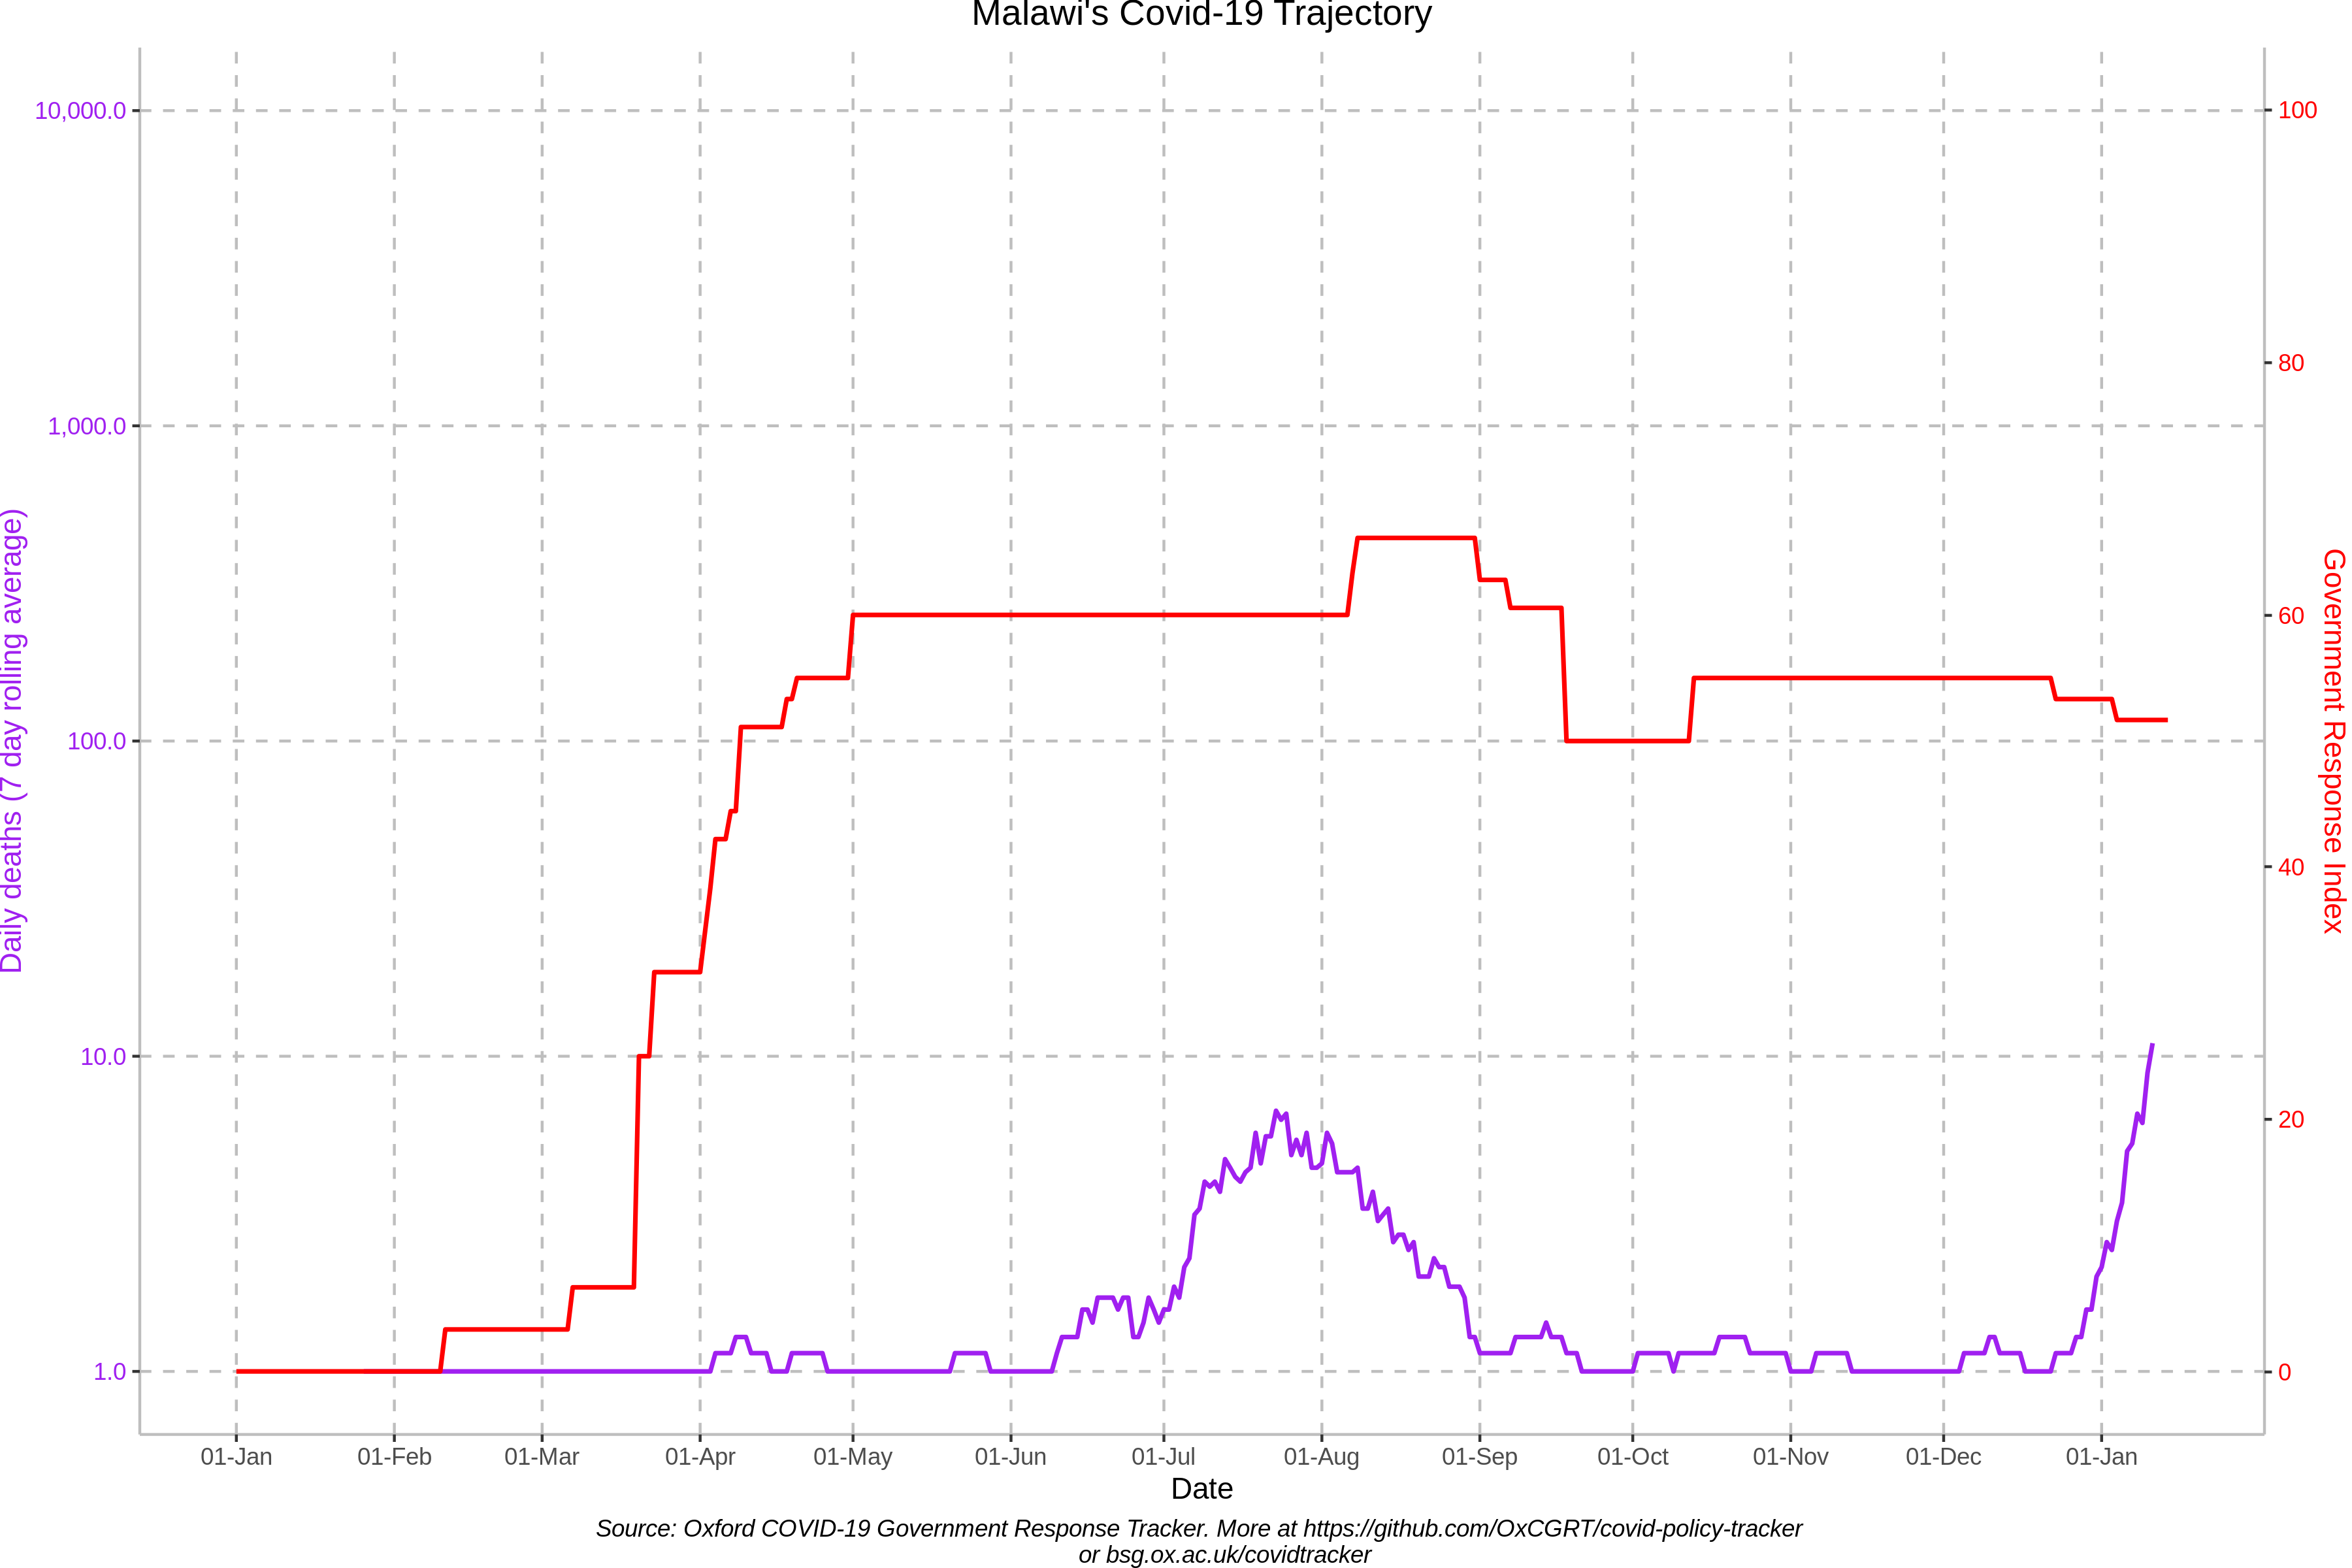 Malawi's Covid-19 Trajectory
10,000.0
1,000.0
100.0
10.0
1.0
Daily deaths (7 day rolling average)
100
80
60
40
20
0
Government Response Index
01-Jan 01-Feb 01-Mar 01-Apr 01-May 01-Jun 01-Jul 01-Aug 01-Sep 01-Oct 01-Nov 01-Dec 01-Jan
Date
Source: Oxford COVID-19 Government Response Tracker. More at https://github.com/OxCGRT/covid-policy-tracker
or bsg.ox.ac.uk/covidtracker